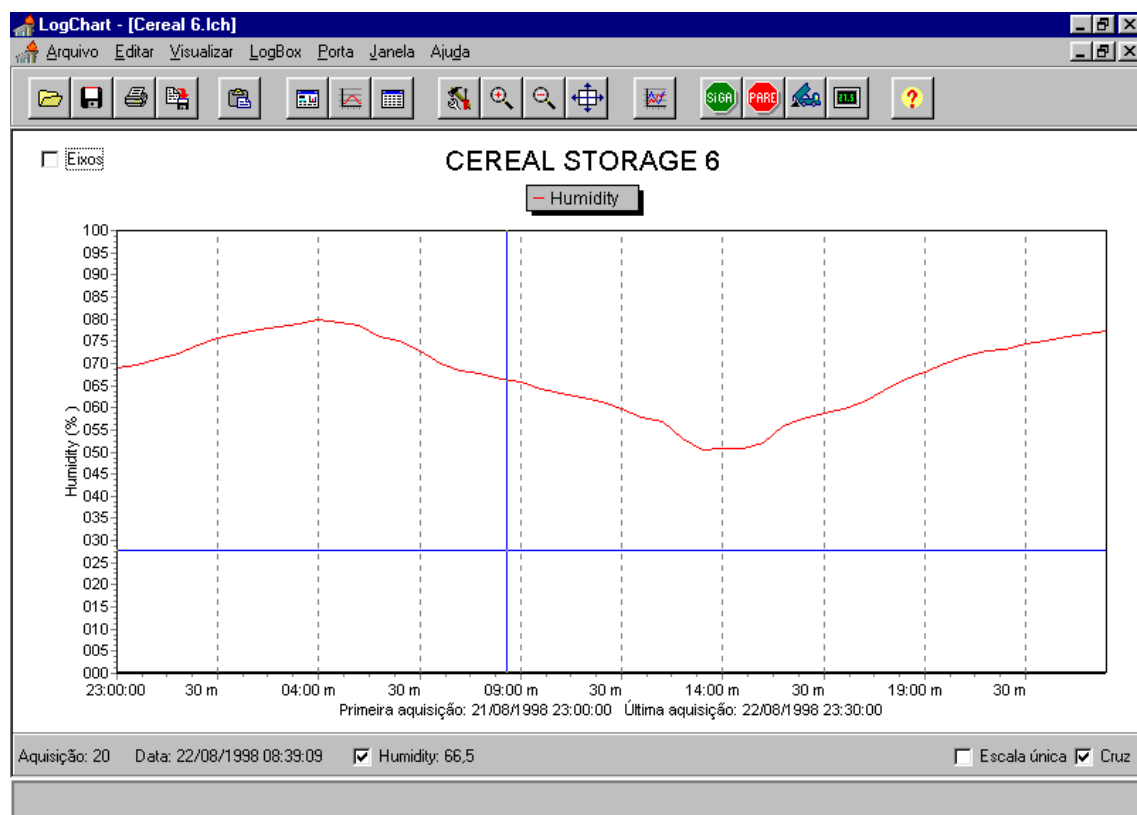 LogChart - [Cereal 6.lch]
Arquivo Editar Visualizar LogBox Porta Janela Ajuda
SIGA PARE 21.5 ?
Eixos
CEREAL STORAGE 6
Humidity
Humidity (%)
100
095
090
085
080
075
070
065
060
055
050
045
040
035
030
025
020
015
010
005
000
23:00:00 30 m 04:00 m 30 m 09:00 m 30 m 14:00 m 30 m 19:00 m 30 m
Primeira aquisição: 21/08/1998 23:00:00 Última aquisição: 22/08/1998 23:30:00
Aquisição: 20 Data: 22/08/1998 08:39:09 Humidity: 66,5 Escala única Cruz